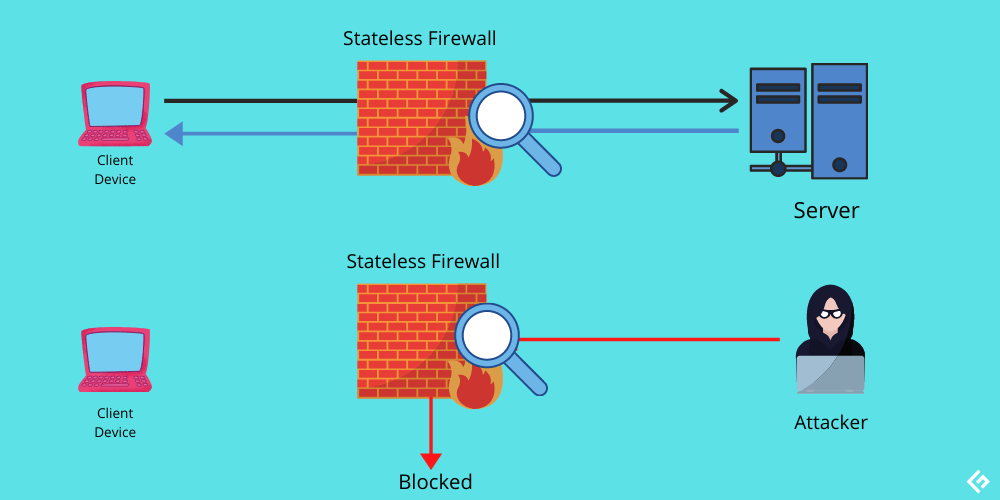 Stateless Firewall
Client
Device
Server
Stateless Firewall
Client
Device
Attacker
Blocked